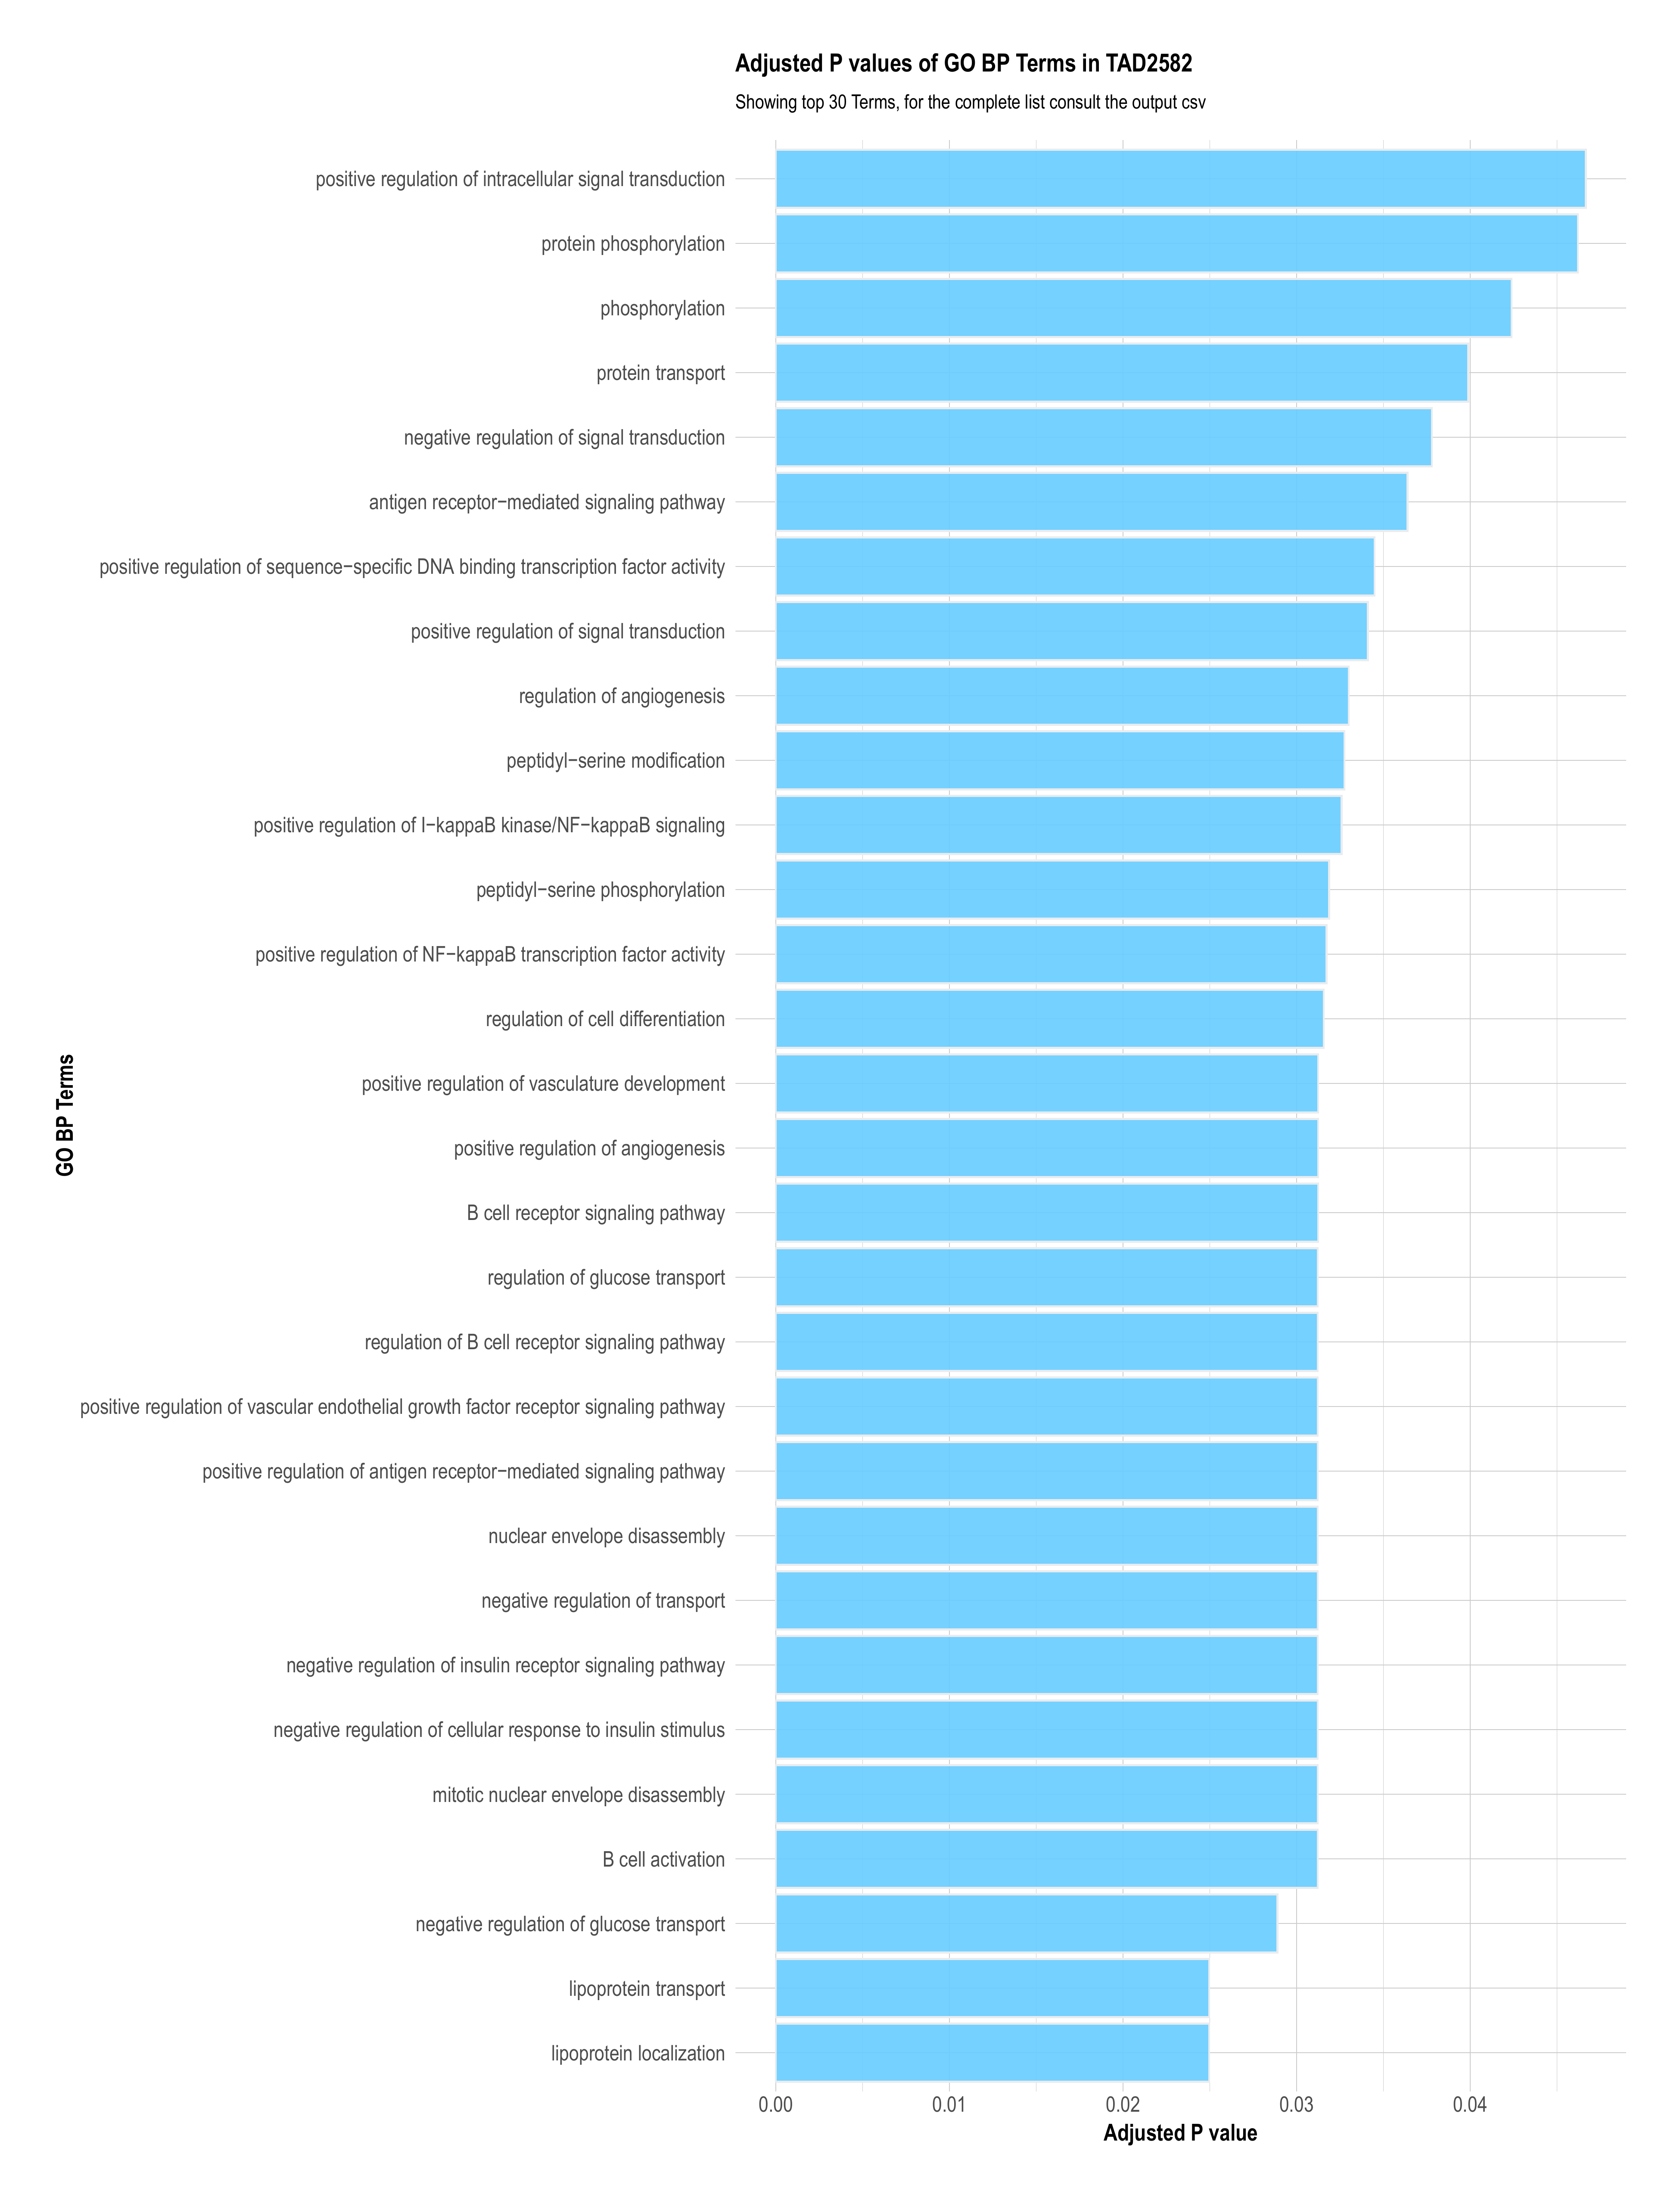 Adjusted P values of GO BP Terms in TAD2582
Showing top 30 Terms, for the complete list consult the output csv
positive regulation of intracellular signal transduction
protein phosphorylation
phosphorylation
protein transport
negative regulation of signal transduction
antigen receptor−mediated signaling pathway
positive regulation of sequence−specific DNA binding transcription factor activity
positive regulation of signal transduction
regulation of angiogenesis
peptidyl−serine modification
positive regulation of I−kappaB kinase/NF−kappaB signaling
peptidyl−serine phosphorylation
positive regulation of NF−kappaB transcription factor activity
regulation of cell differentiation
positive regulation of vasculature development
positive regulation of angiogenesis
B cell receptor signaling pathway
regulation of glucose transport
regulation of B cell receptor signaling pathway
positive regulation of vascular endothelial growth factor receptor signaling pathway
positive regulation of antigen receptor−mediated signaling pathway
nuclear envelope disassembly
negative regulation of transport
negative regulation of insulin receptor signaling pathway
negative regulation of cellular response to insulin stimulus
mitotic nuclear envelope disassembly
B cell activation
negative regulation of glucose transport
lipoprotein transport
lipoprotein localization
GO BP Terms
0.00 0.01 0.02 0.03 0.04
Adjusted P value